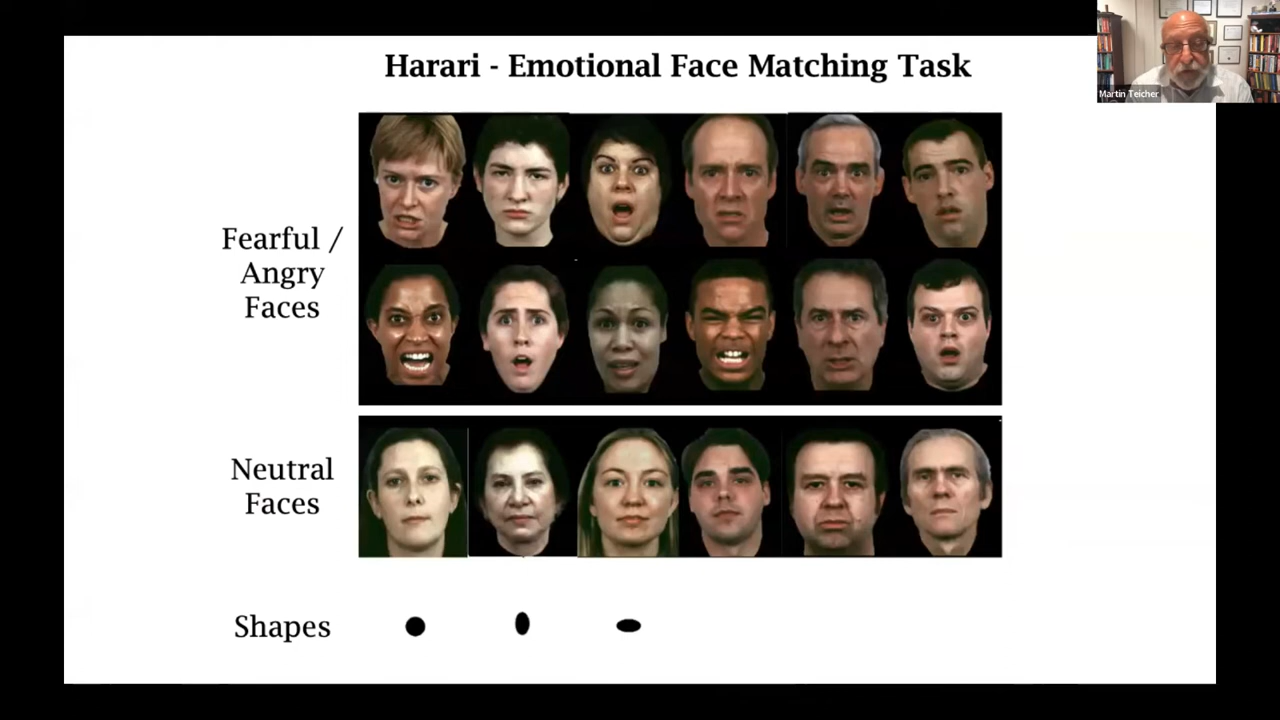 Harari - Emotional Face Matching Task
Martin Teicher
Fearful /
Angry
Faces
Neutral
Faces
Shapes